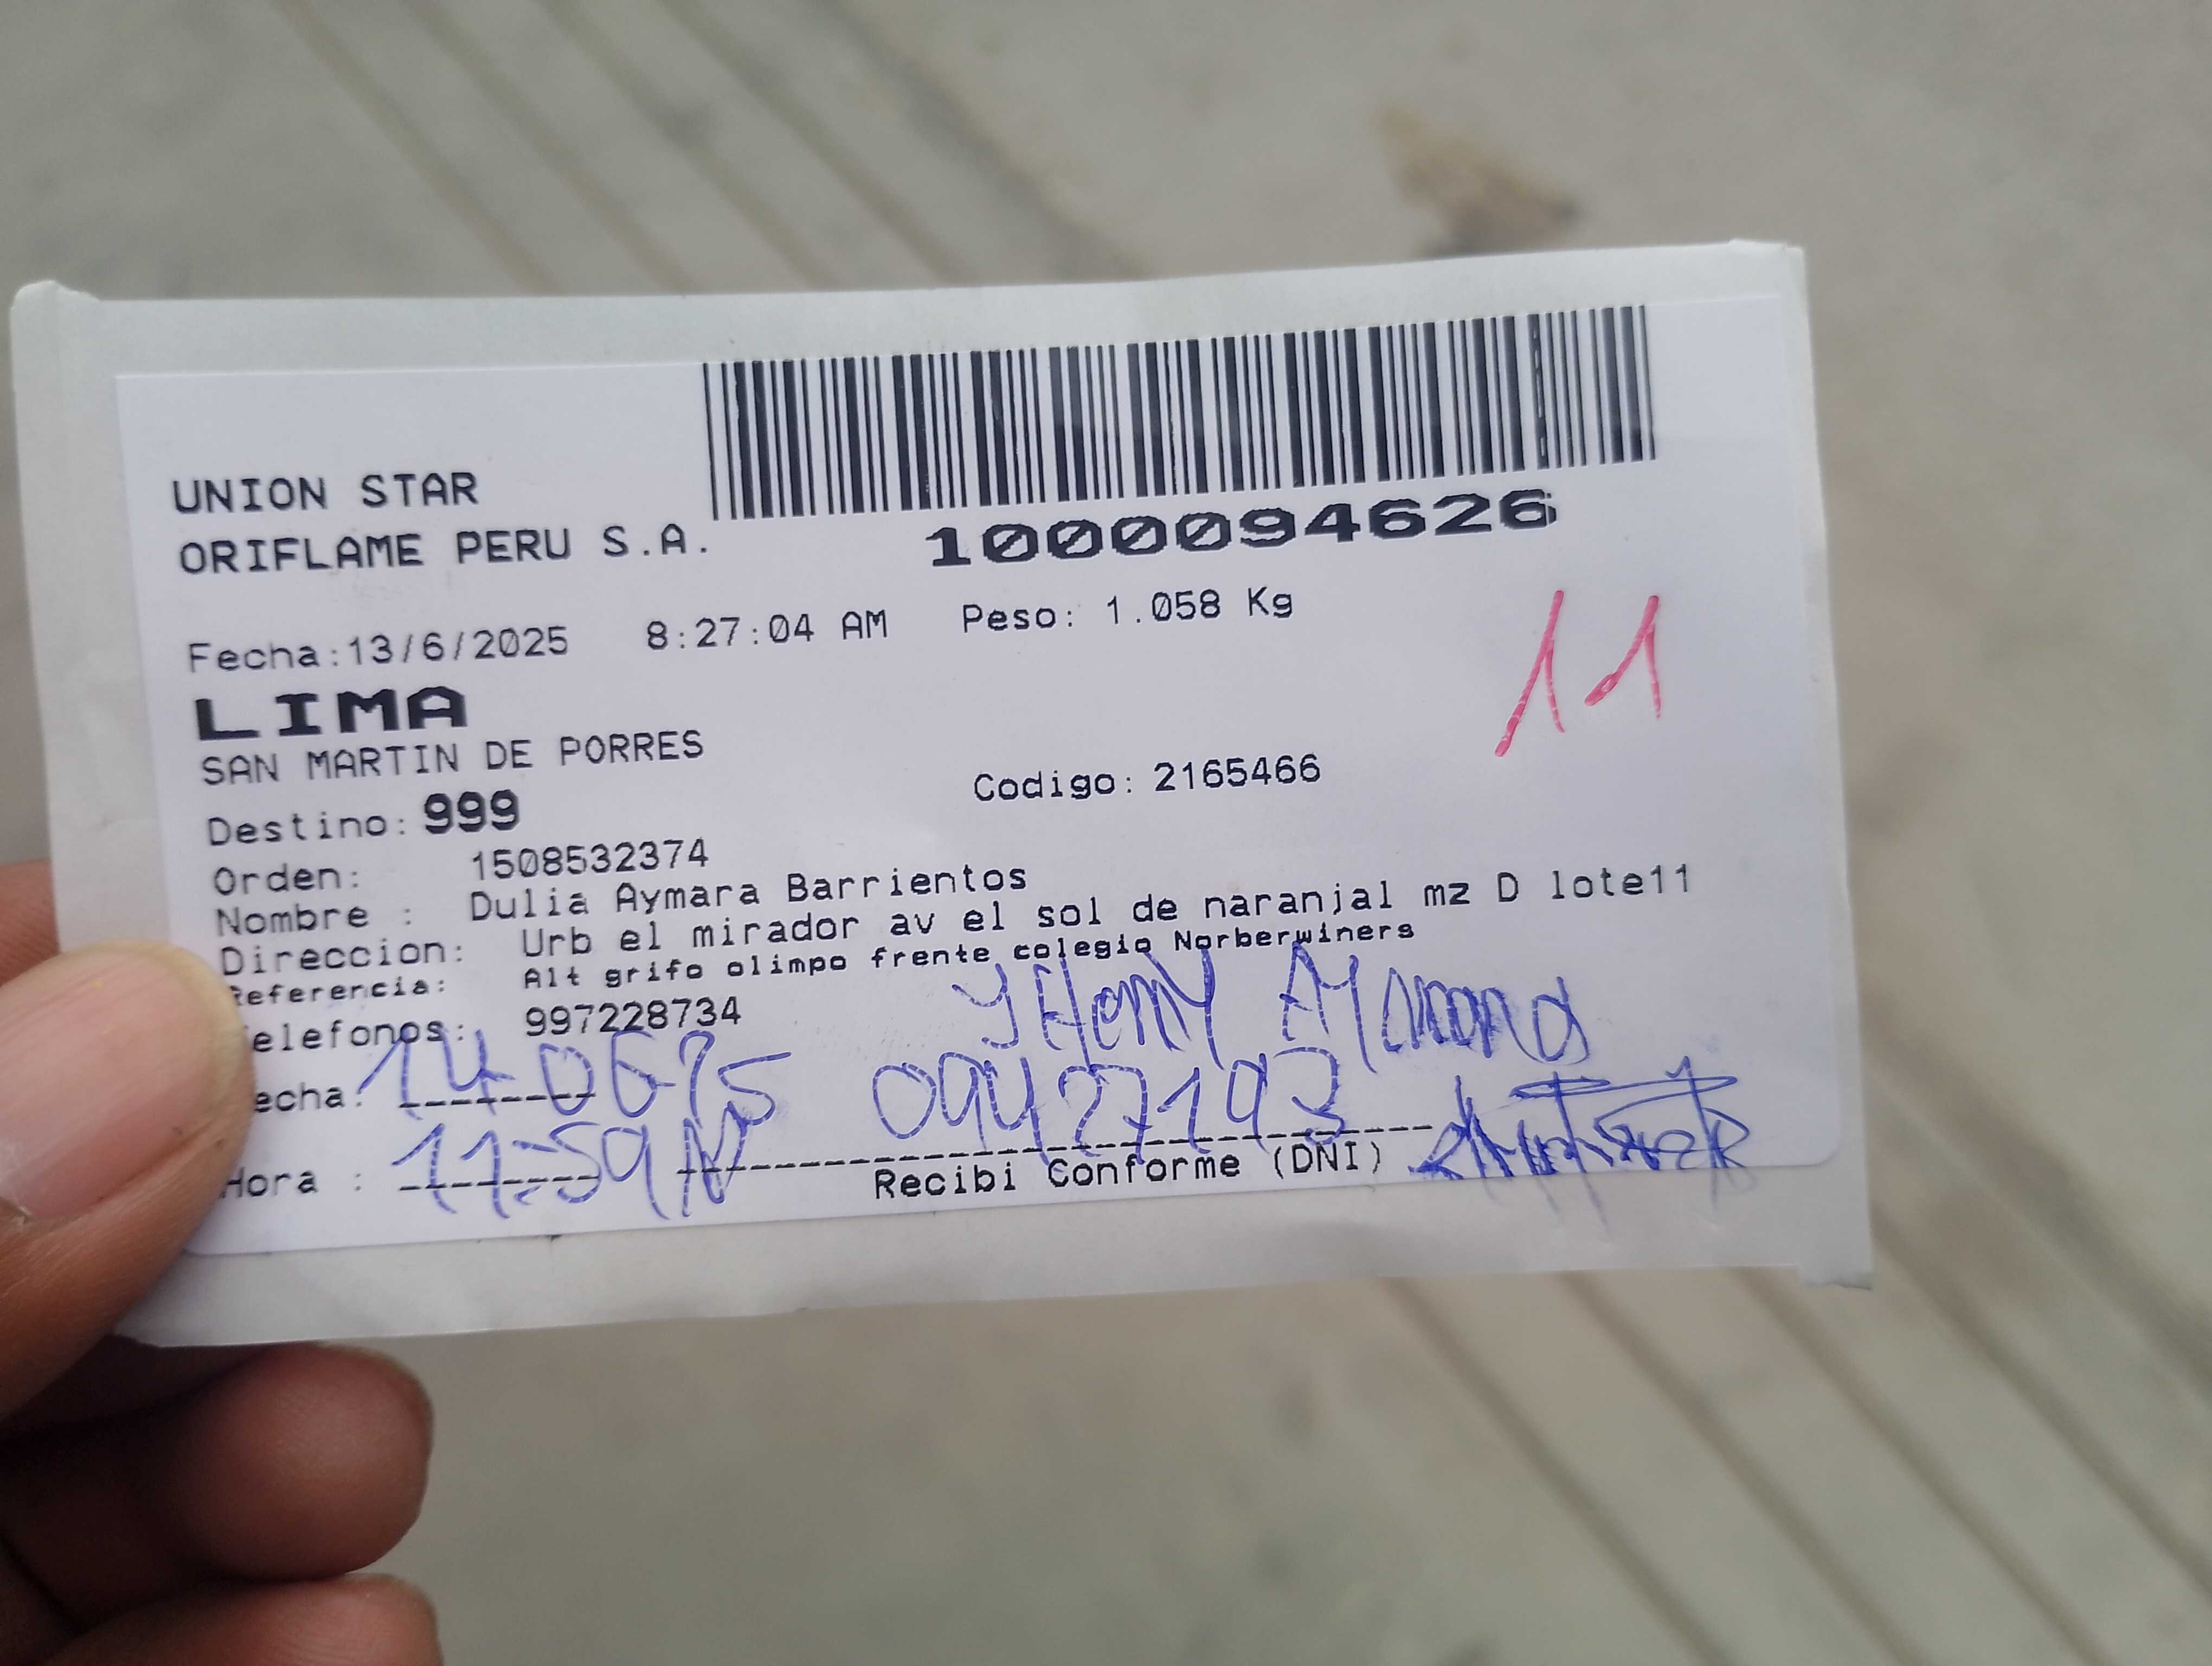 UNION STAR
ORIFLAME PERU S.A.
1000094626
Fecha:13/6/2025 8:27:04 AM Peso: 1.058 Kg
11
LIMA
SAN MARTIN DE PORRES
Codigo: 2165466
Destino: 999
Orden: 1508532374
Nombre : Dulia Aymara Barrientos
Direccion: Urb el mirador av el sol de naranjal mz D lote11
Referencia: Alt grifo olimpo frente colegio Norberwiners
elefonos: 997228734
echa: 14-06-25 09427193
Hora : 11:59
Recibi Conforme (DNI)